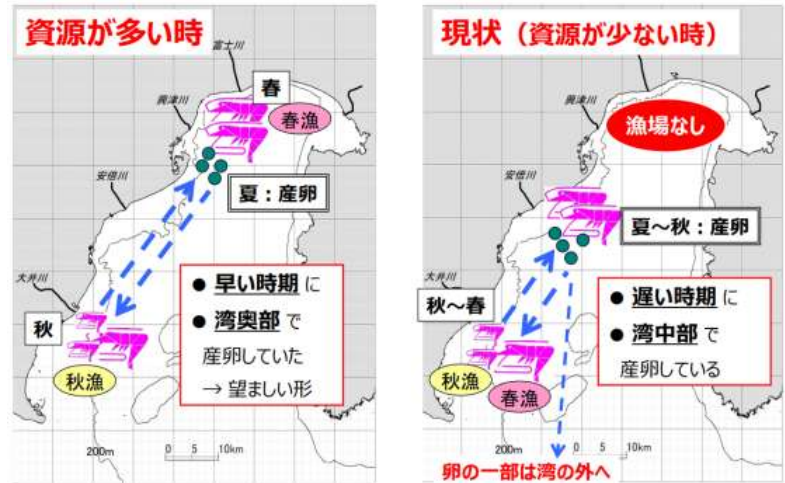 資源が多い時
富士川
春
興津川
春漁
安倍川
夏：産卵
大井川
● 早い時期 に
● 湾奥部 で
産卵していた
→ 望ましい形
秋
秋漁
200m
0 5 10km
現状（資源が少ない時）
興津川
漁場なし
安倍川
夏～秋：産卵
大井川
秋～春
● 遅い時期 に
● 湾中部 で
産卵している
秋漁
春漁
200m
0 5 10km
卵の一部は湾の外へ